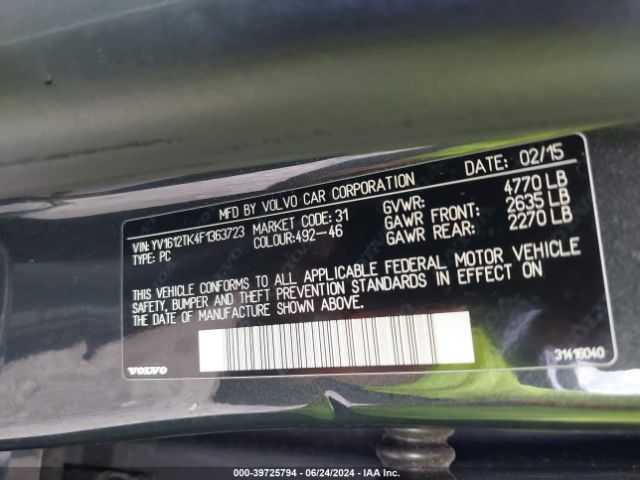 MFD BY VOLVO CAR CORPORATION DATE: 02/15
VIN: YV1612TK4F1363723 MARKET CODE: 31 GVWR: 4770 LB
TYPE: PC COLOUR: 492-46 GAWR FRONT: 2635 LB
GAWR REAR: 2270 LB
THIS VEHICLE CONFORMS TO ALL APPLICABLE FEDERAL MOTOR VEHICLE
SAFETY, BUMPER AND THEFT PREVENTION STANDARDS IN EFFECT ON
THE DATE OF MANUFACTURE SHOWN ABOVE.
VOLVO 31416040
000-39725794 | 06/24/2024 | IAA Inc.